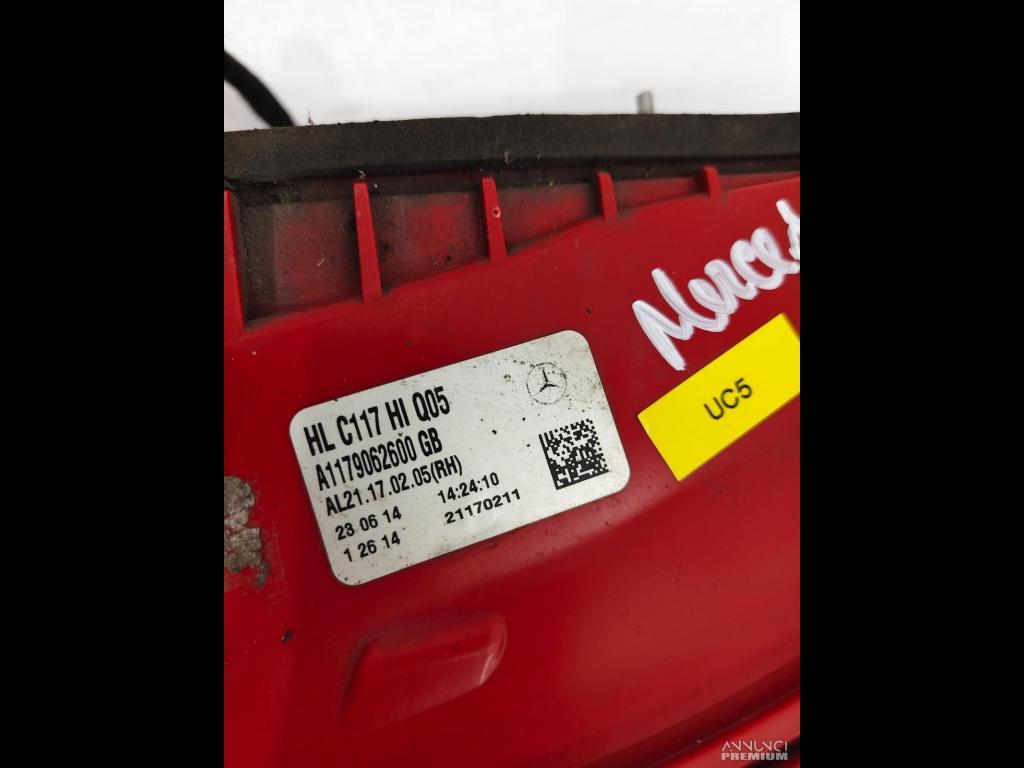 Merced
UC5
HL C117 HI Q05
A1179062600 GB
AL21.17.02.05(RH)
23 06 14 14:24:10
1 26 14 21170211
ANNUNCI
PREMIUM